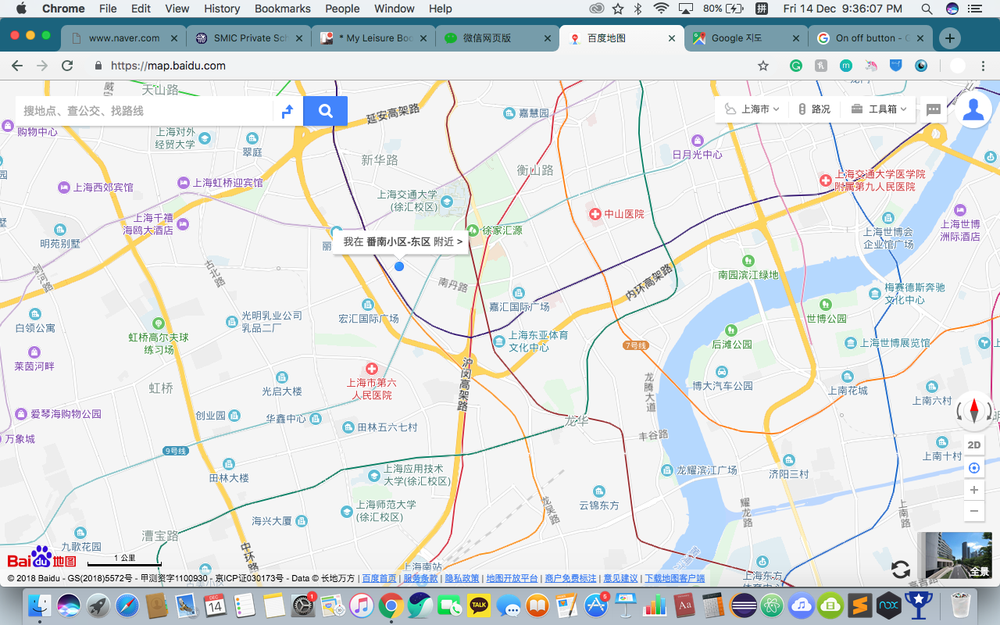 Chrome File Edit View History Bookmarks People Window Help 80% 拼 Fri 14 Dec 9:36:07 PM
www.naver.com
SMIC Private Sch
* My Leisure Boo
微信网页版
百度地图
Google 지도
On off button - G
https://map.baidu.com
天山路
搜地点、查公交、找路线
延安高架路
嘉慧园
上海市
路况
工具箱
购物中心
上海对外
经贸大学
翠庭
新华路
衡山路
日月光中心
上海西郊宾馆
上海虹桥迎宾馆
上海交通大学
(徐汇校区)
上海交通大学医学院
附属第九人民医院
上海千禧
海鸥大酒店
中山医院
明苑别墅
徐家汇源
上海世博会
企业馆广场
上海世博
洲际酒店
我在 番南小区-东区 附近 >
剑河路
古北路
南丹路
内环高架路
南园滨江绿地
梅赛德斯奔驰
文化中心
白领公寓
光明乳业公司
乳品二厂
宏汇国际广场
嘉汇国际广场
世博公园
虹桥高尔夫球
练习场
上海东亚体育
文化中心
7号线
后滩公园
上海世博展览馆
莱茵河畔
沪闵高架路
上海市第六
人民医院
光启大楼
龙腾大道
博大汽车公园
上南花城
上南六村
虹桥
爱琴海购物公园
创业园
华鑫中心
田林五六七村
龙华
丰谷路
万象城
9号线
2D
上南十村
田林大楼
上海应用技术
大学(徐汇校区)
龙耀滨江广场
济阳三村
云锦东方
龙吴路
耀龙路
上南路
上海师范大学
(徐汇校区)
海兴大厦
漕宝路
九歌花园
中环路
Baidu地图
1 公里
上海南站
上海东方
体育中心
全景
© 2018 Baidu - GS(2018)5572号 - 甲测资字1100930 - 京ICP证030173号 - Data © 长地万方 | 百度首页 | 服务条款 | 隐私政策 | 地图开放平台 | 商户免费标注 | 意见建议 | 下载地图客户端
DEC
14
1
TALK
5
Aa
nox